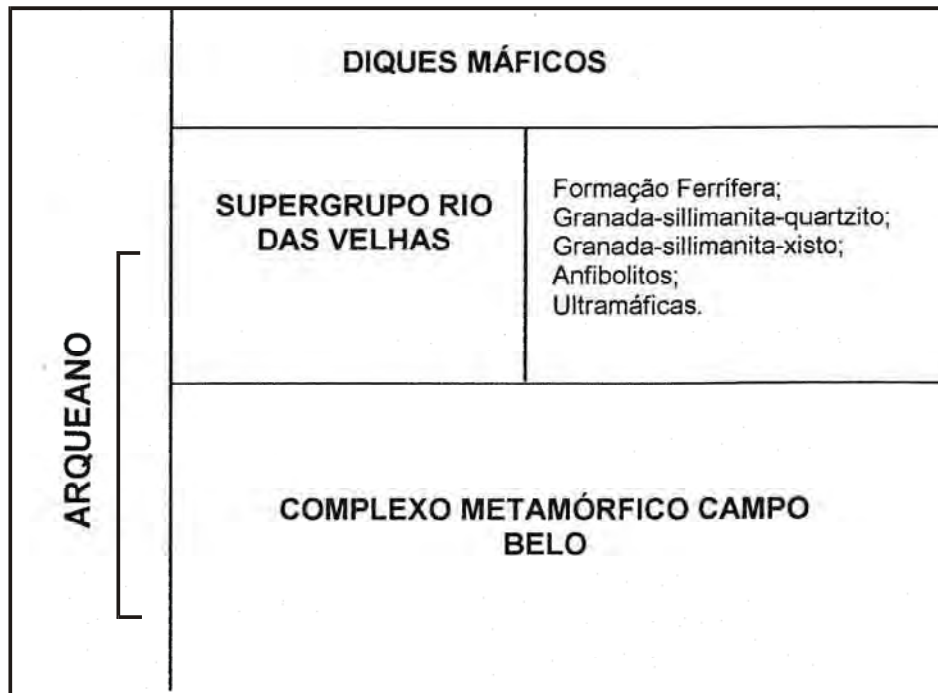 DIQUES MÁFICOS
SUPERGRUPO RIO
DAS VELHAS
Formação Ferrífera;
Granada-sillimanita-quartzito;
Granada-sillimanita-xisto;
Anfibolitos;
Ultramáficas.
ARQUEANO
COMPLEXO METAMÓRFICO CAMPO
BELO